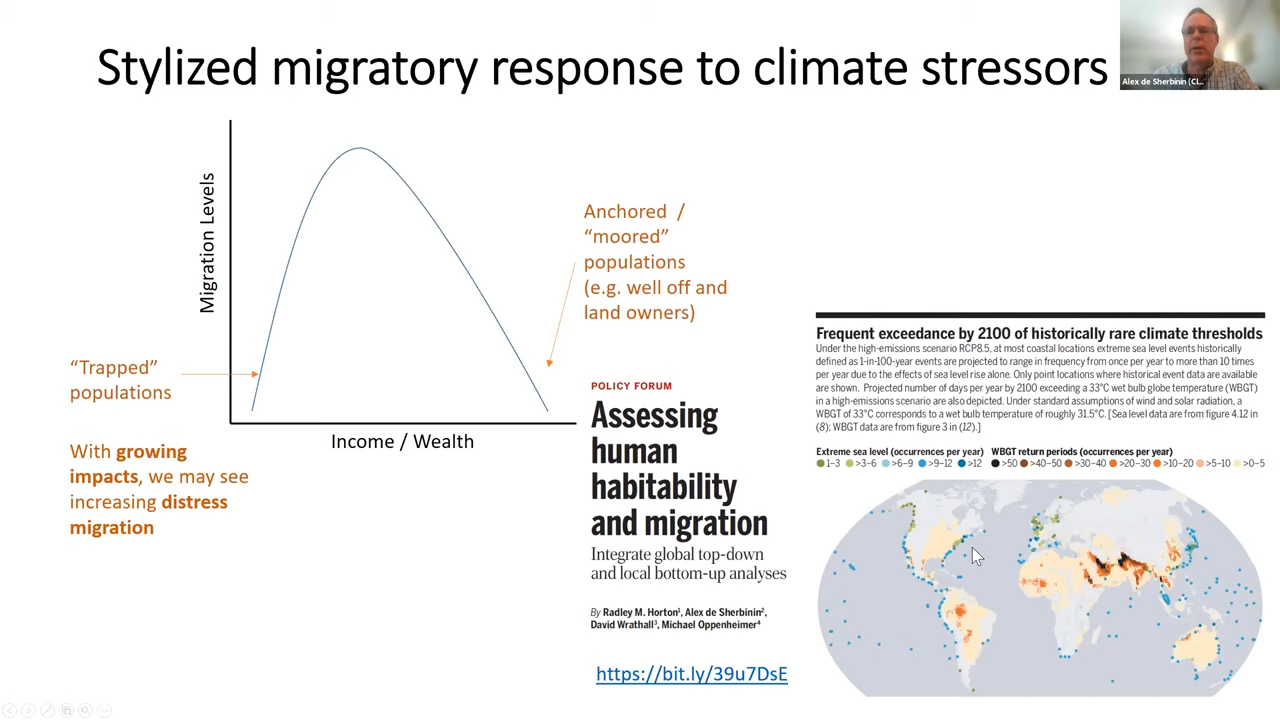 Stylized migratory response to climate stressors
Alex de Sherbinin (CI...
Migration Levels
Income / Wealth
"Trapped"
populations
With growing
impacts, we may see
increasing distress
migration
Anchored /
"moored"
populations
(e.g. well off and
land owners)
POLICY FORUM
Assessing
human
habitability
and migration
Integrate global top-down
and local bottom-up analyses
By Radley M. Horton¹, Alex de Sherbinin²,
David Wrathall³, Michael Oppenheimer⁴
https://bit.ly/39u7DsE
Frequent exceedance by 2100 of historically rare climate thresholds
Under the high-emissions scenario RCP8.5, at most coastal locations extreme sea level events historically
defined as 1-in-100-year events are projected to range in frequency from once per year to more than 10 times
per year due to the effects of sea level rise alone. Only point locations where historical event data are available
are shown. Projected number of days per year by 2100 exceeding a 33°C wet bulb globe temperature (WBGT)
in a high-emissions scenario are also depicted. Under standard assumptions of wind and solar radiation, a
WBGT of 33°C corresponds to a wet bulb temperature of roughly 31.5°C. [Sea level data are from figure 4.12 in
(8); WBGT data are from figure 3 in (12).]
Extreme sea level (occurrences per year) WBGT return periods (occurrences per year)
1–3 >3–6 >6–9 >9–12 >12 >50 >40–50 >30–40 >20–30 >10–20 >5–10 >0–5